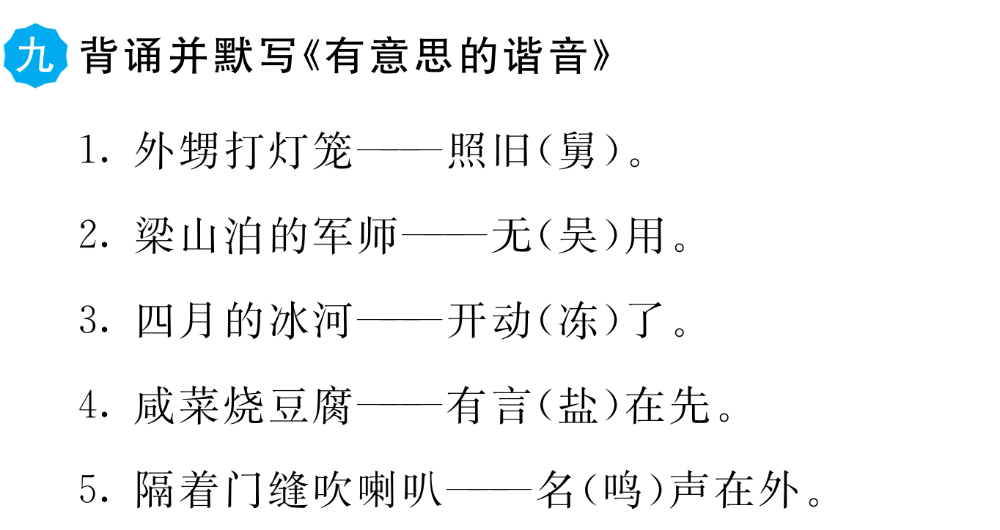 九 背诵并默写《有意思的谐音》
1. 外甥打灯笼——照旧(舅)。
2. 梁山泊的军师——无(吴)用。
3. 四月的冰河——开动(冻)了。
4. 咸菜烧豆腐——有言(盐)在先。
5. 隔着门缝吹喇叭——名(鸣)声在外。